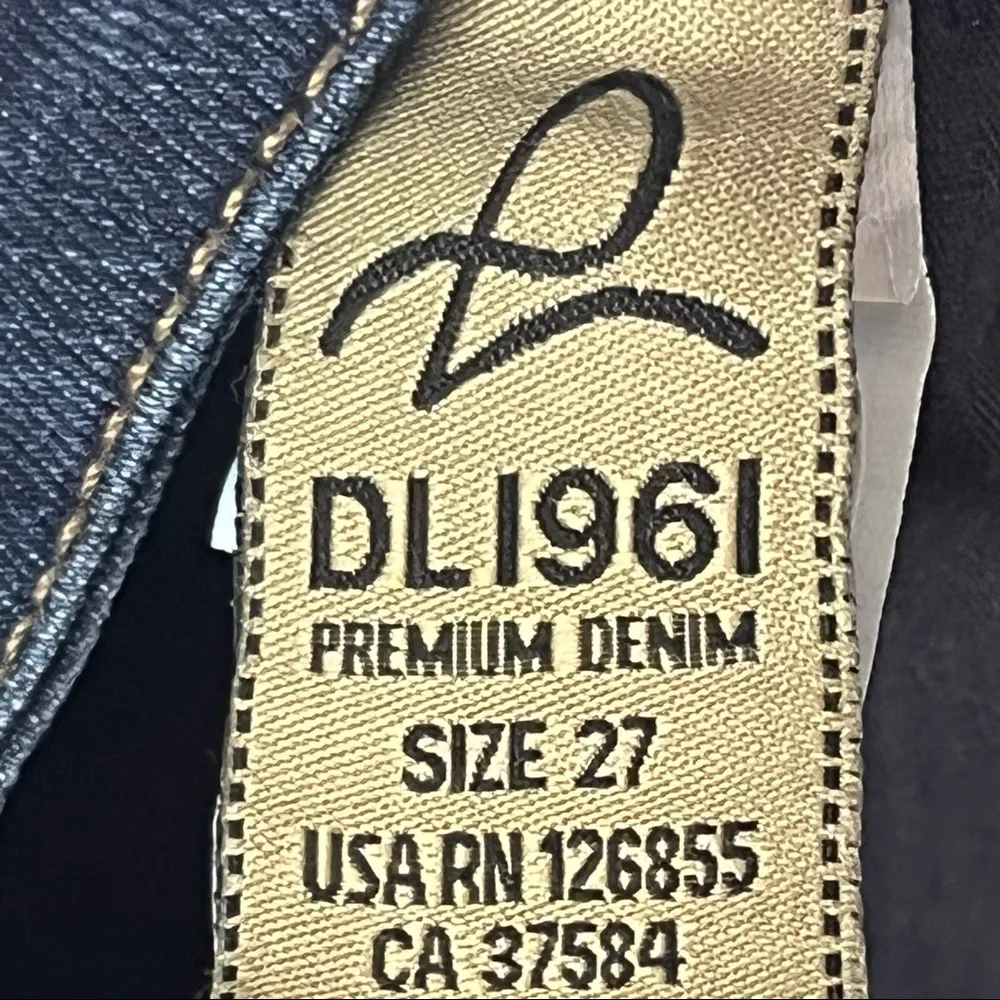 DL1961
PREMIUM DENIM
SIZE 27
USA RN 126855
CA 37584